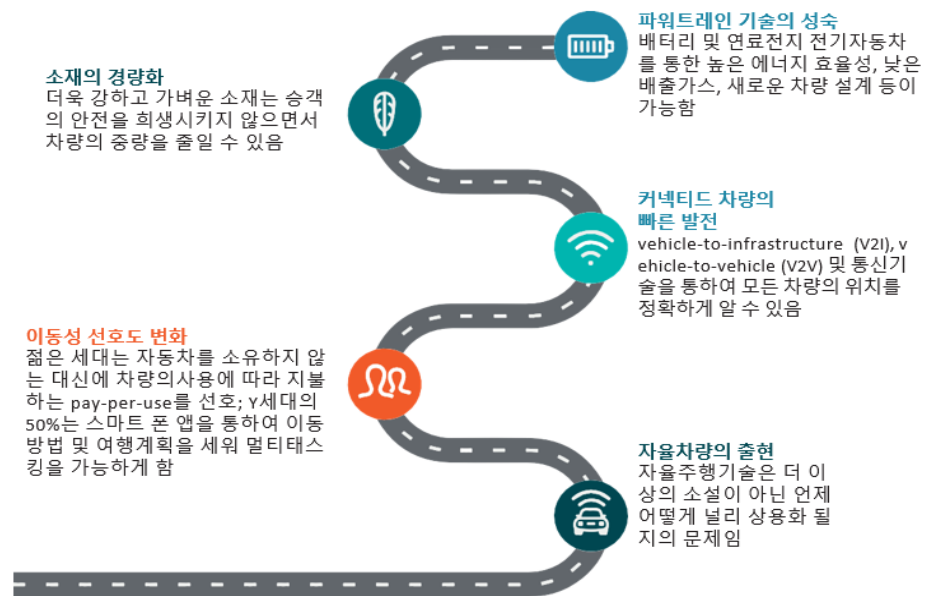 파워트레인 기술의 성숙
배터리 및 연료전지 전기자동차
를 통한 높은 에너지 효율성, 낮은
배출가스, 새로운 차량 설계 등이
가능함
소재의 경량화
더욱 강하고 가벼운 소재는 승객
의 안전을 희생시키지 않으면서
차량의 중량을 줄일 수 있음
커넥티드 차량의
빠른 발전
vehicle-to-infrastructure (V2I), v
ehicle-to-vehicle (V2V) 및 통신기
술을 통하여 모든 차량의 위치를
정확하게 알 수 있음
이동성 선호도 변화
젊은 세대는 자동차를 소유하지 않
는 대신에 차량의사용에 따라 지불
하는 pay-per-use를 선호; Y세대의
50%는 스마트 폰 앱을 통하여 이동
방법 및 여행계획을 세워 멀티태스
킹을 가능하게 함
자율차량의 출현
자율주행기술은 더 이
상의 소설이 아닌 언제
어떻게 널리 상용화 될
지의 문제임